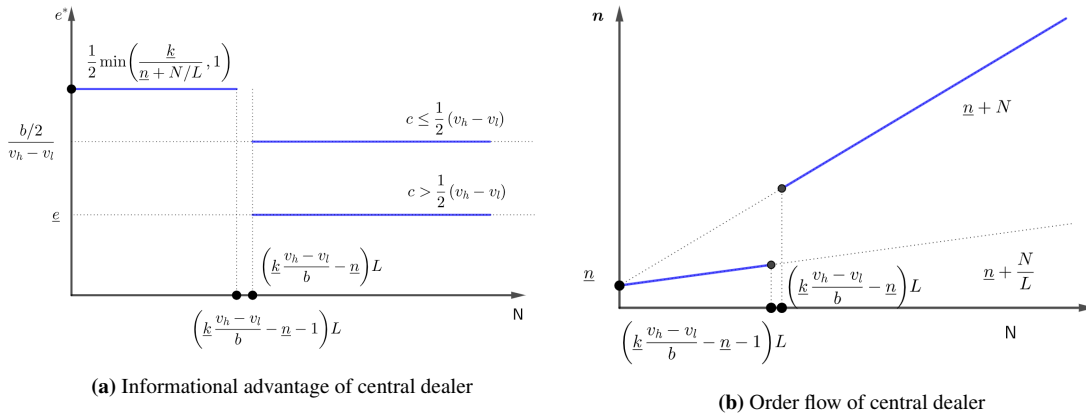 e*
1/2 min(k/(n + N/L), 1)
c ≤ 1/2 (v_h − v_l)
b/2 / (v_h − v_l)
c > 1/2 (v_h − v_l)
e
(k (v_h − v_l)/b − n) L
N
(k (v_h − v_l)/b − n − 1) L
(a) Informational advantage of central dealer
n
n + N
n
n + N/L
(k (v_h − v_l)/b − n) L
N
(k (v_h − v_l)/b − n − 1) L
(b) Order flow of central dealer